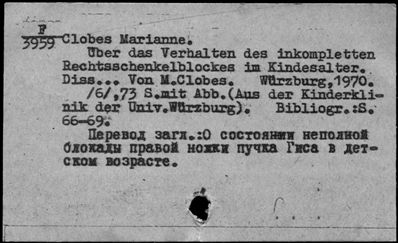 F
3959
Clobes Marianne.
Über das Verhalten des inkompletten
Rechtsschenkelblockes im Kindesalter.
Diss... Von M.Clobes. Würzburg,1970.
/6/,73 S.mit Abb.(Aus der Kinderkli-
nik der Univ.Würzburg). Bibliogr.:S.
66-69.
Перевод загл.:О состоянии неполной
блокады правой ножки пучка Гиса в дет-
ском возрасте.